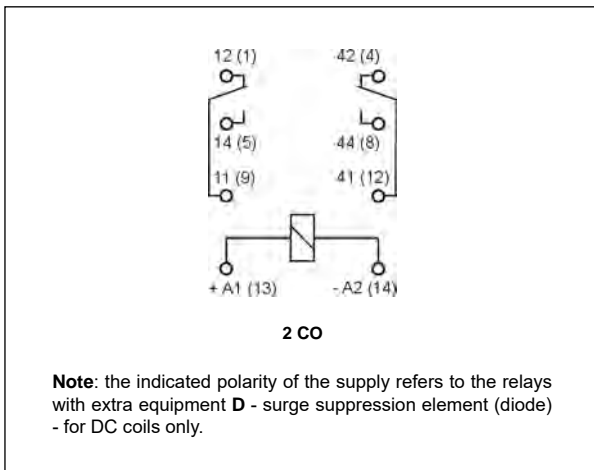 12 (1) 42 (4)
14 (5) 44 (8)
11 (9) 41 (12)
+ A1 (13) - A2 (14)
2 CO
Note: the indicated polarity of the supply refers to the relays
with extra equipment D - surge suppression element (diode)
- for DC coils only.